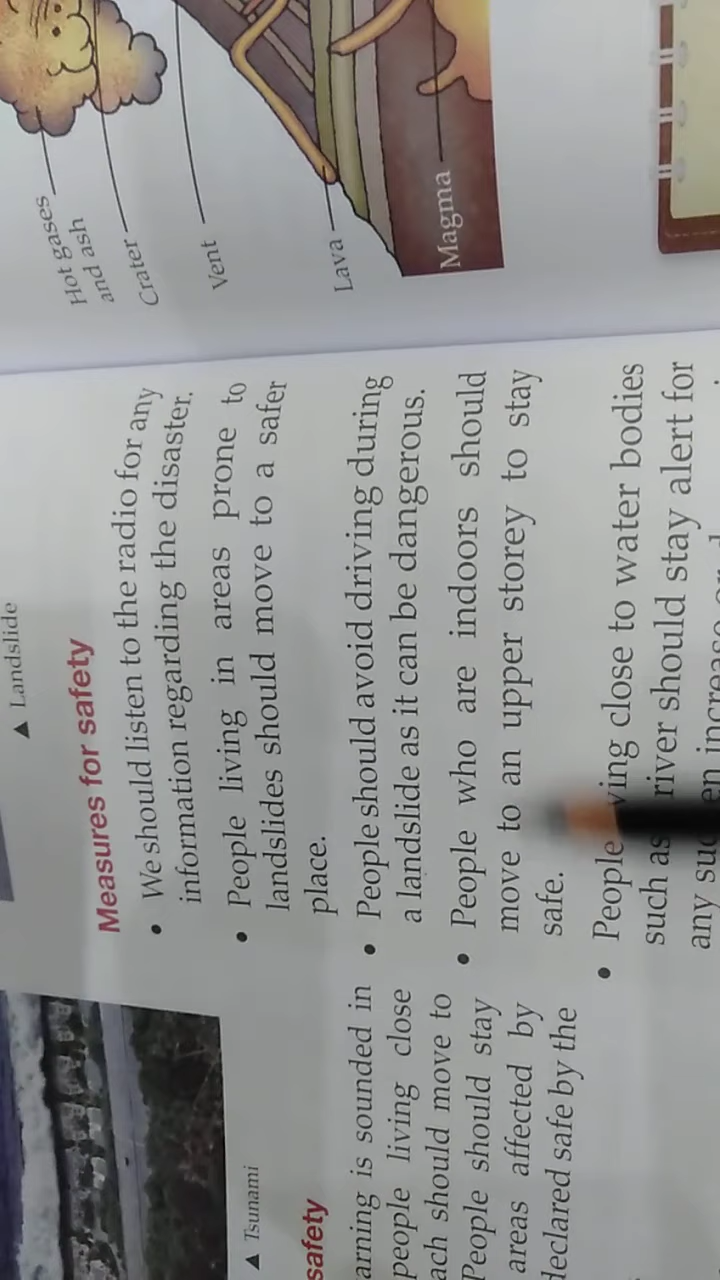 ▲ Tsunami
safety
arning is sounded in
people living close
ach should move to
People should stay
areas affected by
declared safe by the
▲ Landslide
Measures for safety
• We should listen to the radio for any
information regarding the disaster.
• People living in areas prone to
landslides should move to a safer
place.
• People should avoid driving during
a landslide as it can be dangerous.
• People who are indoors should
move to an upper storey to stay
safe.
• People ving close to water bodies
such as river should stay alert for
any increase
Hot gases
and ash
Crater
Vent
Lava
Magma